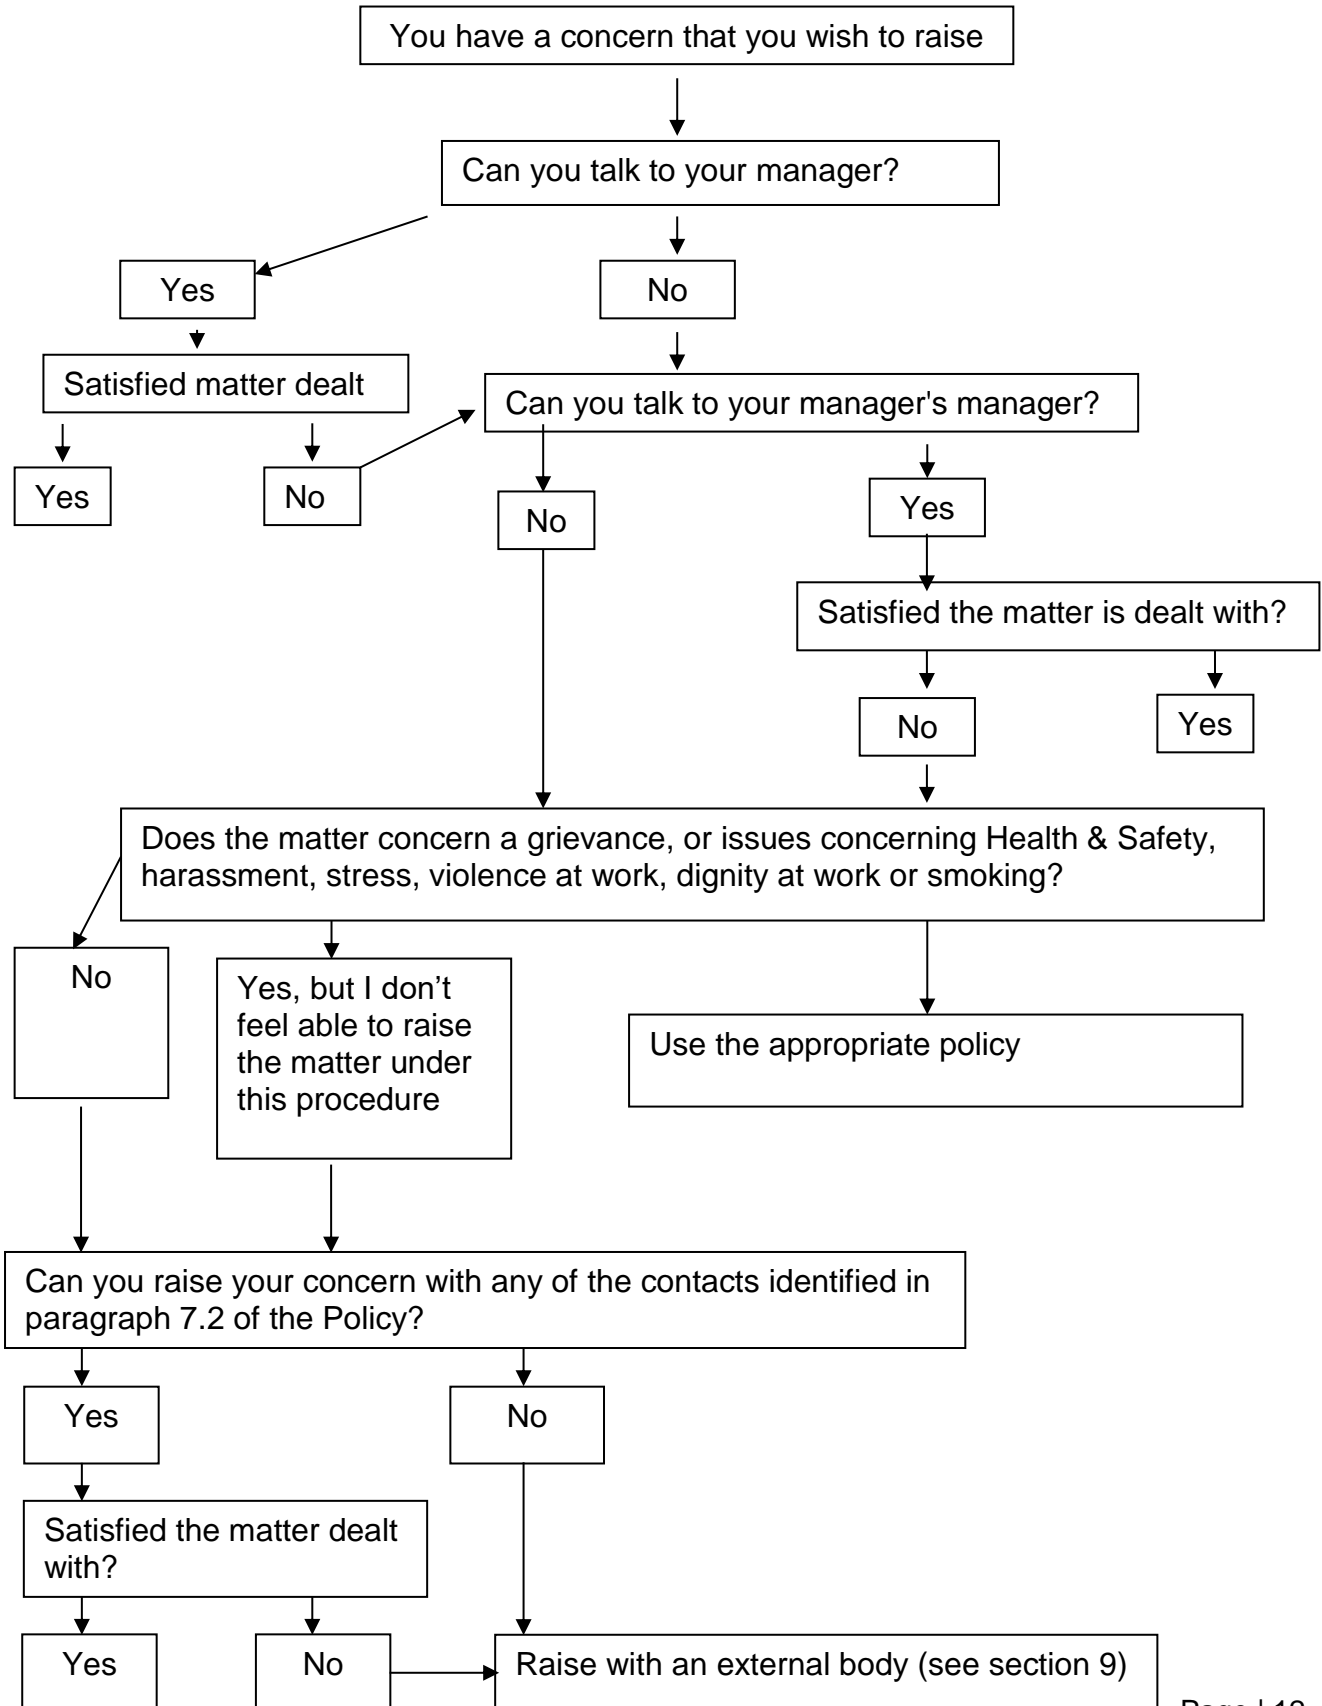 You have a concern that you wish to raise
Can you talk to your manager?
Yes
No
Satisfied matter dealt
Can you talk to your manager's manager?
Yes
No
No
Yes
Satisfied the matter is dealt with?
No
Yes
Does the matter concern a grievance, or issues concerning Health & Safety,
harassment, stress, violence at work, dignity at work or smoking?
No
Yes, but I don’t
feel able to raise
the matter under
this procedure
Use the appropriate policy
Can you raise your concern with any of the contacts identified in
paragraph 7.2 of the Policy?
Yes
No
Satisfied the matter dealt
with?
Yes
No
Raise with an external body (see section 9)